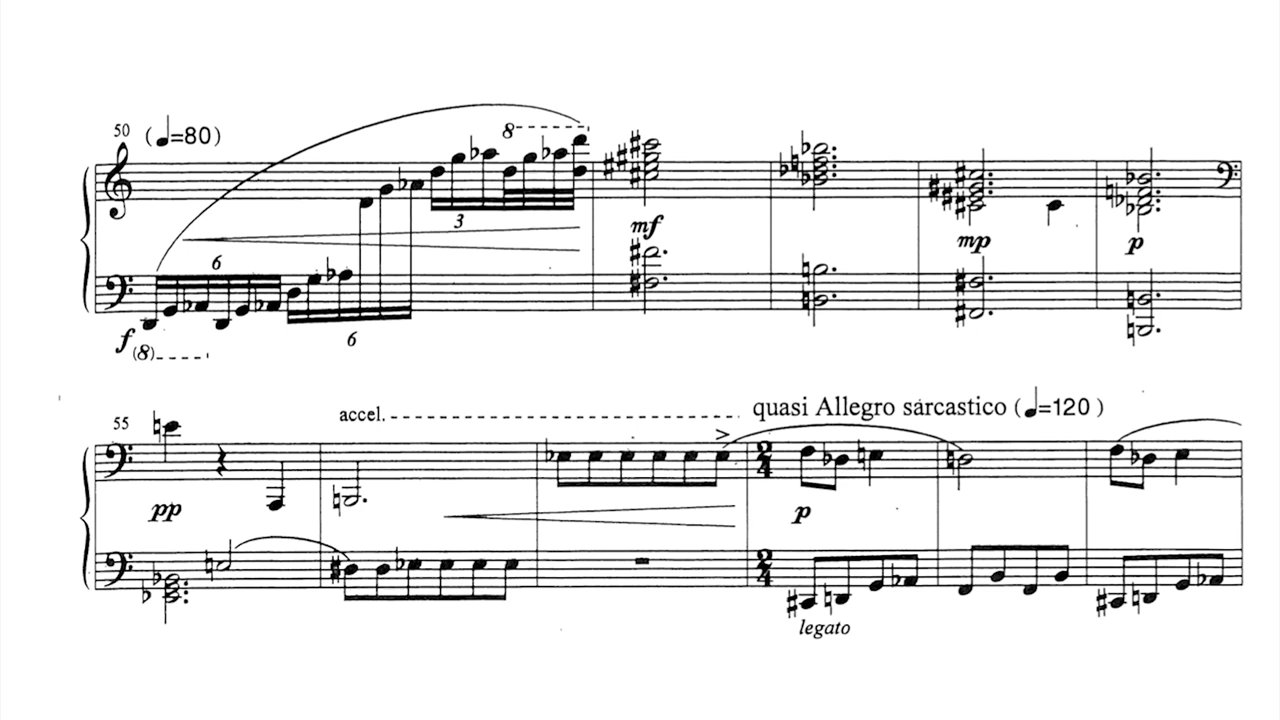 50 (♩=80)
8
3
6
mf
mp
p
6
f
(8)
55
accel.
quasi Allegro sarcastico (♩=120)
2
4
pp
p
2
4
legato